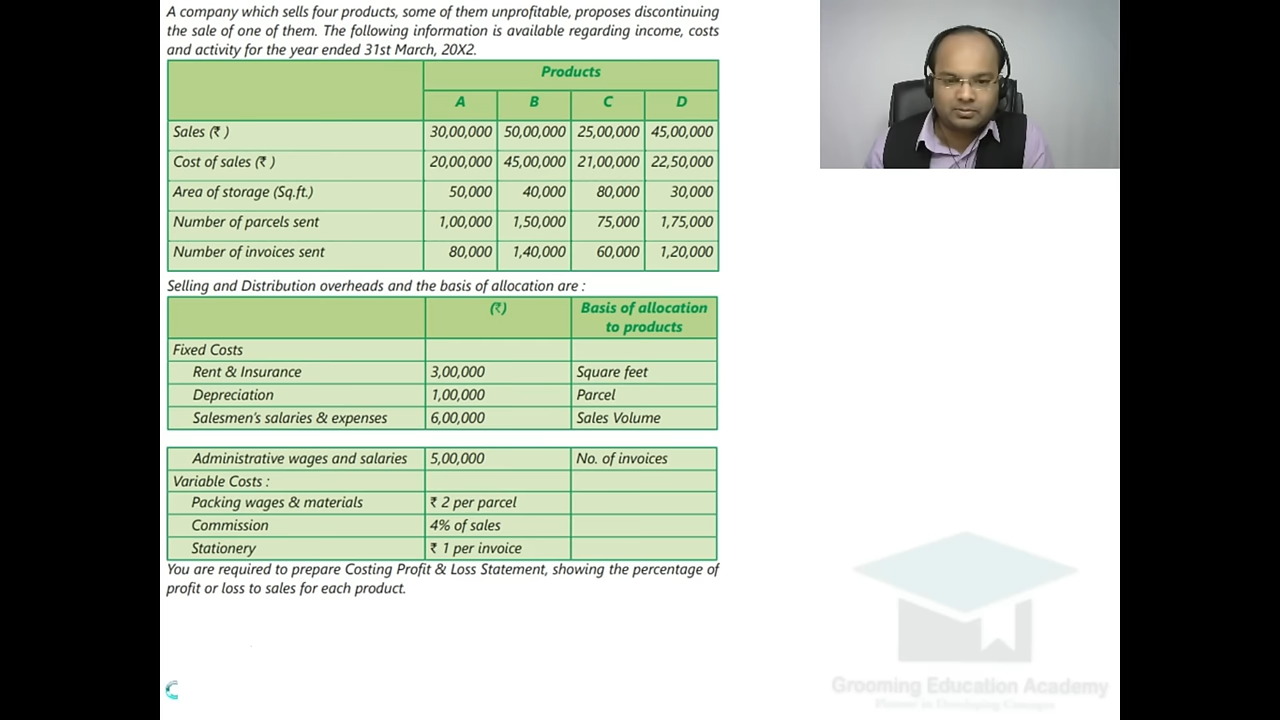 A company which sells four products, some of them unprofitable, proposes discontinuing
the sale of one of them. The following information is available regarding income, costs
and activity for the year ended 31st March, 20X2.
Products
A B C D
Sales (₹ ) 30,00,000 50,00,000 25,00,000 45,00,000
Cost of sales (₹ ) 20,00,000 45,00,000 21,00,000 22,50,000
Area of storage (Sq.ft.) 50,000 40,000 80,000 30,000
Number of parcels sent 1,00,000 1,50,000 75,000 1,75,000
Number of invoices sent 80,000 1,40,000 60,000 1,20,000
Selling and Distribution overheads and the basis of allocation are :
(₹) Basis of allocation
to products
Fixed Costs
Rent & Insurance 3,00,000 Square feet
Depreciation 1,00,000 Parcel
Salesmen's salaries & expenses 6,00,000 Sales Volume
Administrative wages and salaries 5,00,000 No. of invoices
Variable Costs :
Packing wages & materials ₹ 2 per parcel
Commission 4% of sales
Stationery ₹ 1 per invoice
You are required to prepare Costing Profit & Loss Statement, showing the percentage of
profit or loss to sales for each product.
Grooming Education Academy
Pioneer in Developing Concepts